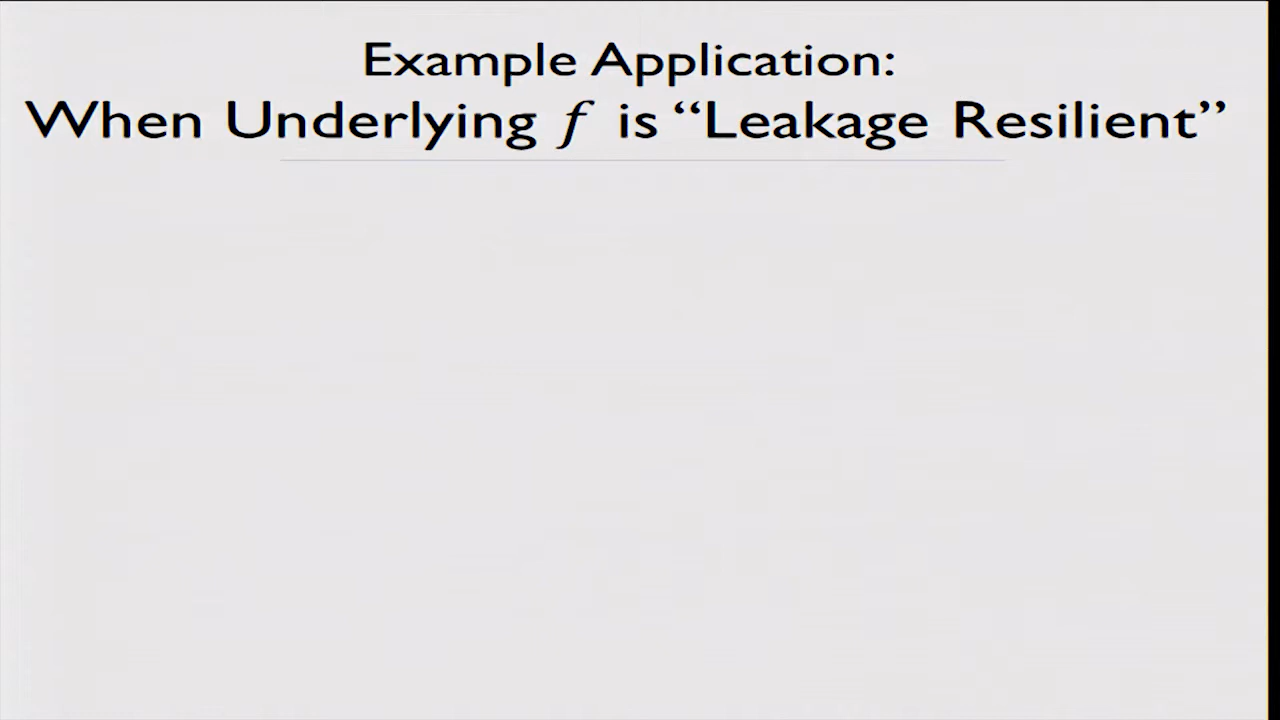 Example Application:
When Underlying f is “Leakage Resilient”